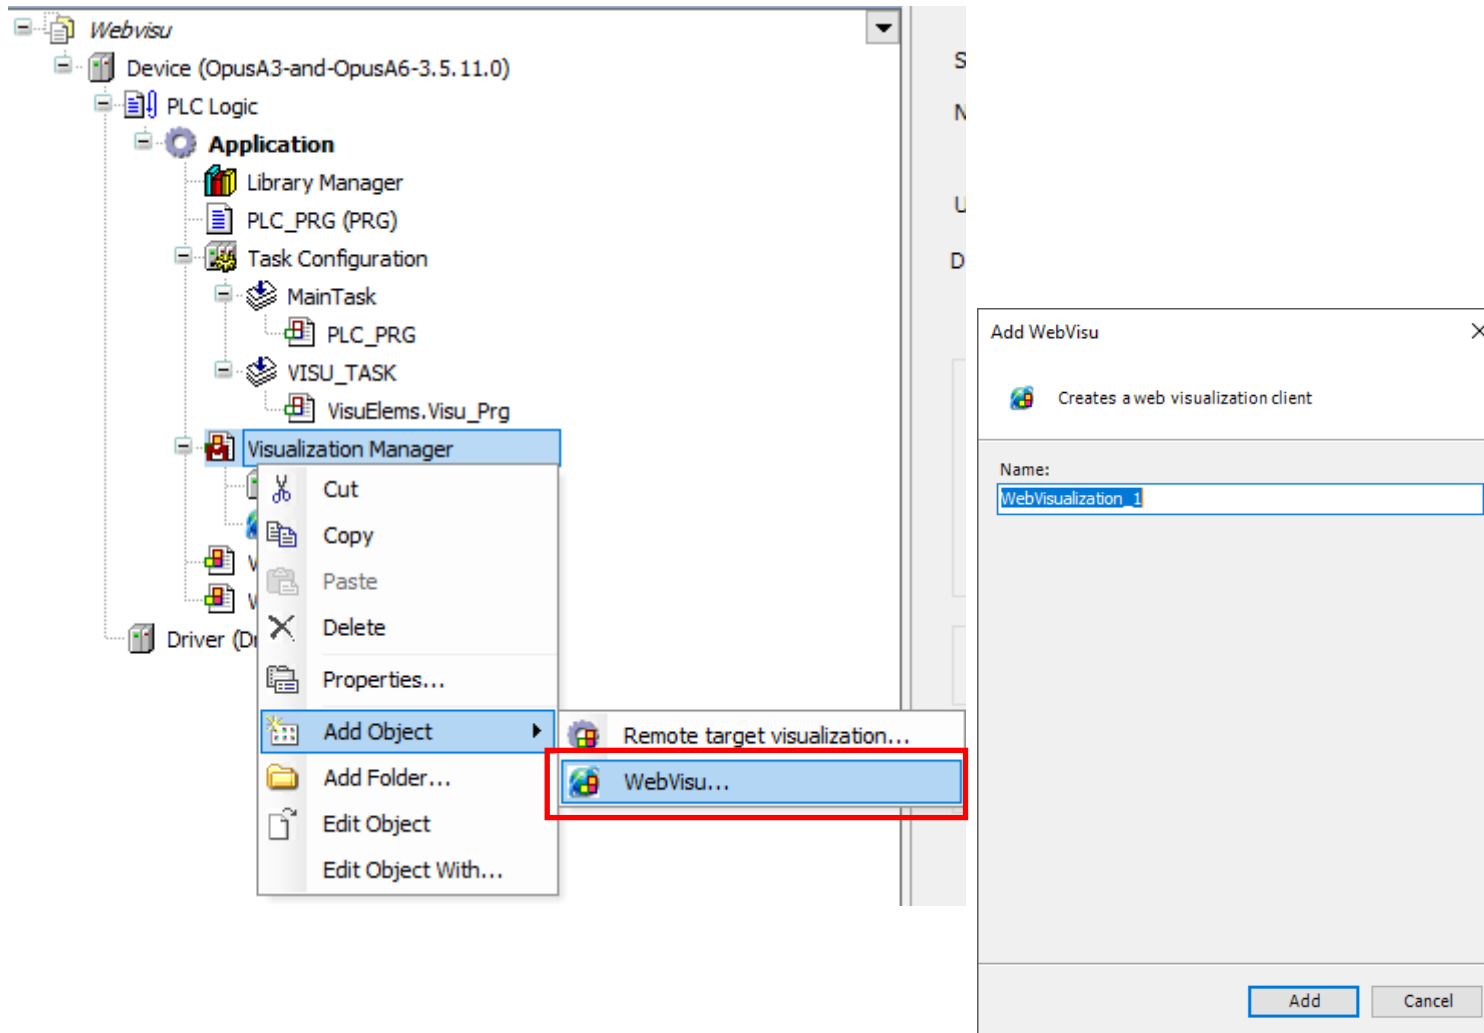 Webvisu
Device (OpusA3-and-OpusA6-3.5.11.0)
PLC Logic
Application
Library Manager
PLC_PRG (PRG)
Task Configuration
MainTask
PLC_PRG
VISU_TASK
VisuElems.Visu_Prg
Visualization Manager
Cut
Copy
Paste
Delete
Driver (D
Properties...
Add Object
Add Folder...
Edit Object
Edit Object With...
Remote target visualization...
WebVisu...
S
N
U
D
Add WebVisu
Creates a web visualization client
Name:
WebVisualization_1
Add
Cancel